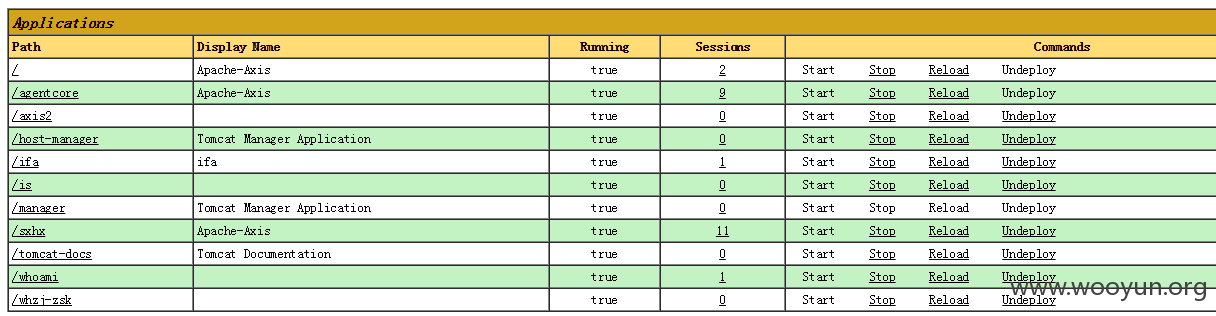 Applications
Path Display Name Running Sessions Commands
/ Apache-Axis true 2 Start Stop Reload Undeploy
/agentcore Apache-Axis true 9 Start Stop Reload Undeploy
/axis2 true 0 Start Stop Reload Undeploy
/host-manager Tomcat Manager Application true 0 Start Stop Reload Undeploy
/ifa ifa true 1 Start Stop Reload Undeploy
/is true 0 Start Stop Reload Undeploy
/manager Tomcat Manager Application true 0 Start Stop Reload Undeploy
/sxhx Apache-Axis true 11 Start Stop Reload Undeploy
/tomcat-docs Tomcat Documentation true 0 Start Stop Reload Undeploy
/whoami true 1 Start Stop Reload Undeploy
/whzj-zsk true 0 Start Stop Reload Undeploy
www.wooyun.org